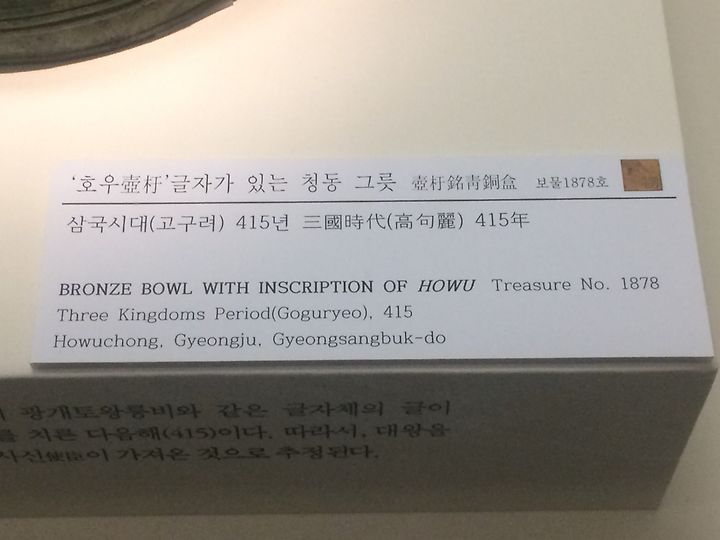 ‘호우壺杅’글자가 있는 청동 그릇 壺杅銘靑銅盒 보물1878호
삼국시대(고구려) 415년 三國時代(高句麗) 415年
BRONZE BOWL WITH INSCRIPTION OF HOWU Treasure No. 1878
Three Kingdoms Period(Goguryeo), 415
Howuchong, Gyeongju, Gyeongsangbuk-do
광개토왕릉비와 같은 글자체의 글이
를 치른 다음해(415)이다. 따라서, 대왕을
사신使臣이 가져온 것으로 추정된다.